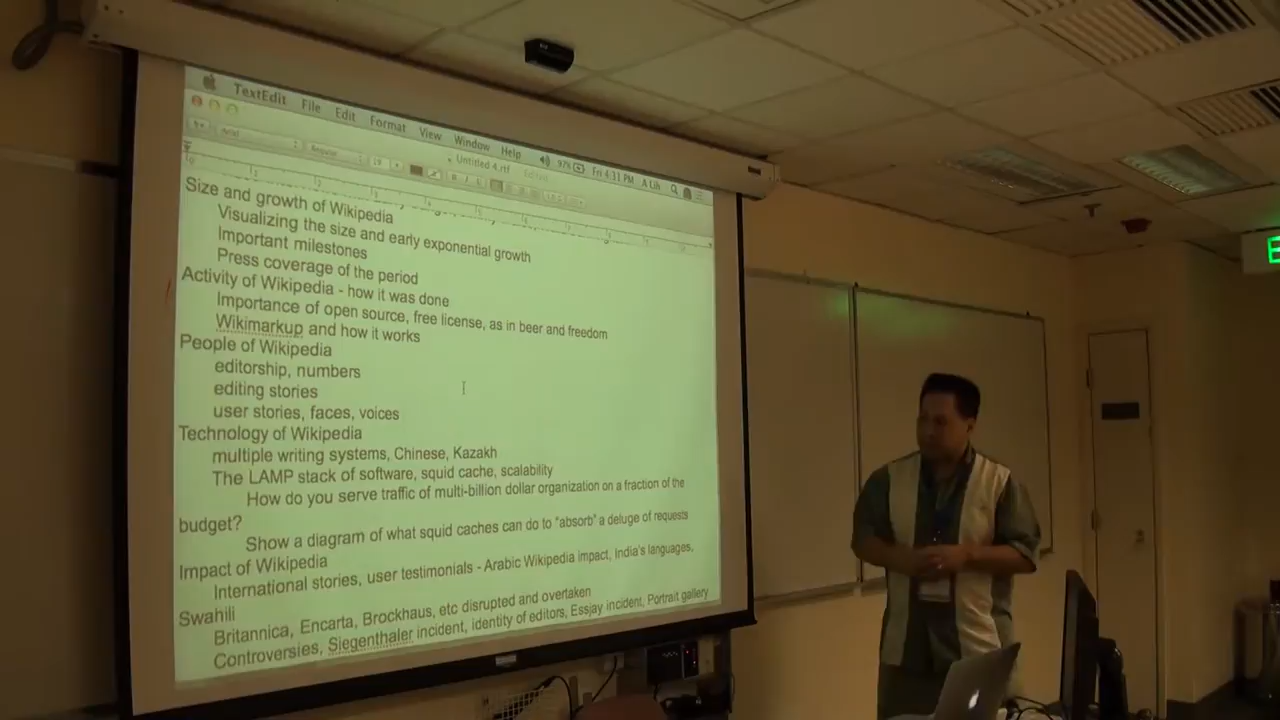 TextEdit File Edit Format View Window Help 97% Fri 4:31 PM A Lih
Untitled 4.rtf
Size and growth of Wikipedia
Visualizing the size and early exponential growth
Important milestones
Press coverage of the period
Activity of Wikipedia - how it was done
Importance of open source, free license, as in beer and freedom
Wikimarkup and how it works
People of Wikipedia
editorship, numbers
editing stories
user stories, faces, voices
Technology of Wikipedia
multiple writing systems, Chinese, Kazakh
The LAMP stack of software, squid cache, scalability
How do you serve traffic of multi-billion dollar organization on a fraction of the
budget?
Show a diagram of what squid caches can do to "absorb" a deluge of requests
Impact of Wikipedia
International stories, user testimonials - Arabic Wikipedia impact, India's languages,
Swahili
Britannica, Encarta, Brockhaus, etc disrupted and overtaken
Controversies, Siegenthaler incident, identity of editors, Essjay incident, Portrait gallery